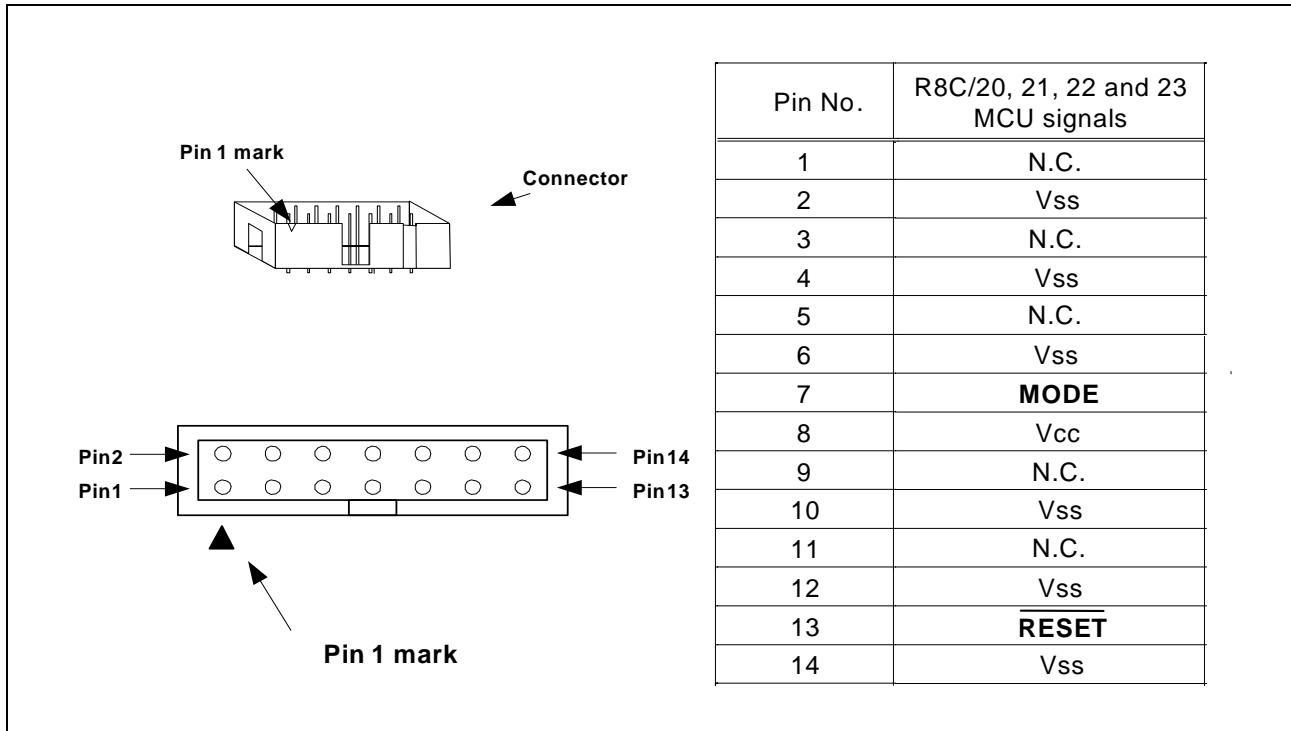 Pin 1 mark
Connector
Pin2
Pin1
Pin14
Pin13
Pin 1 mark
Pin No.
R8C/20, 21, 22 and 23
MCU signals
1 N.C.
2 Vss
3 N.C.
4 Vss
5 N.C.
6 Vss
7 MODE
8 Vcc
9 N.C.
10 Vss
11 N.C.
12 Vss
13 RESET
14 Vss